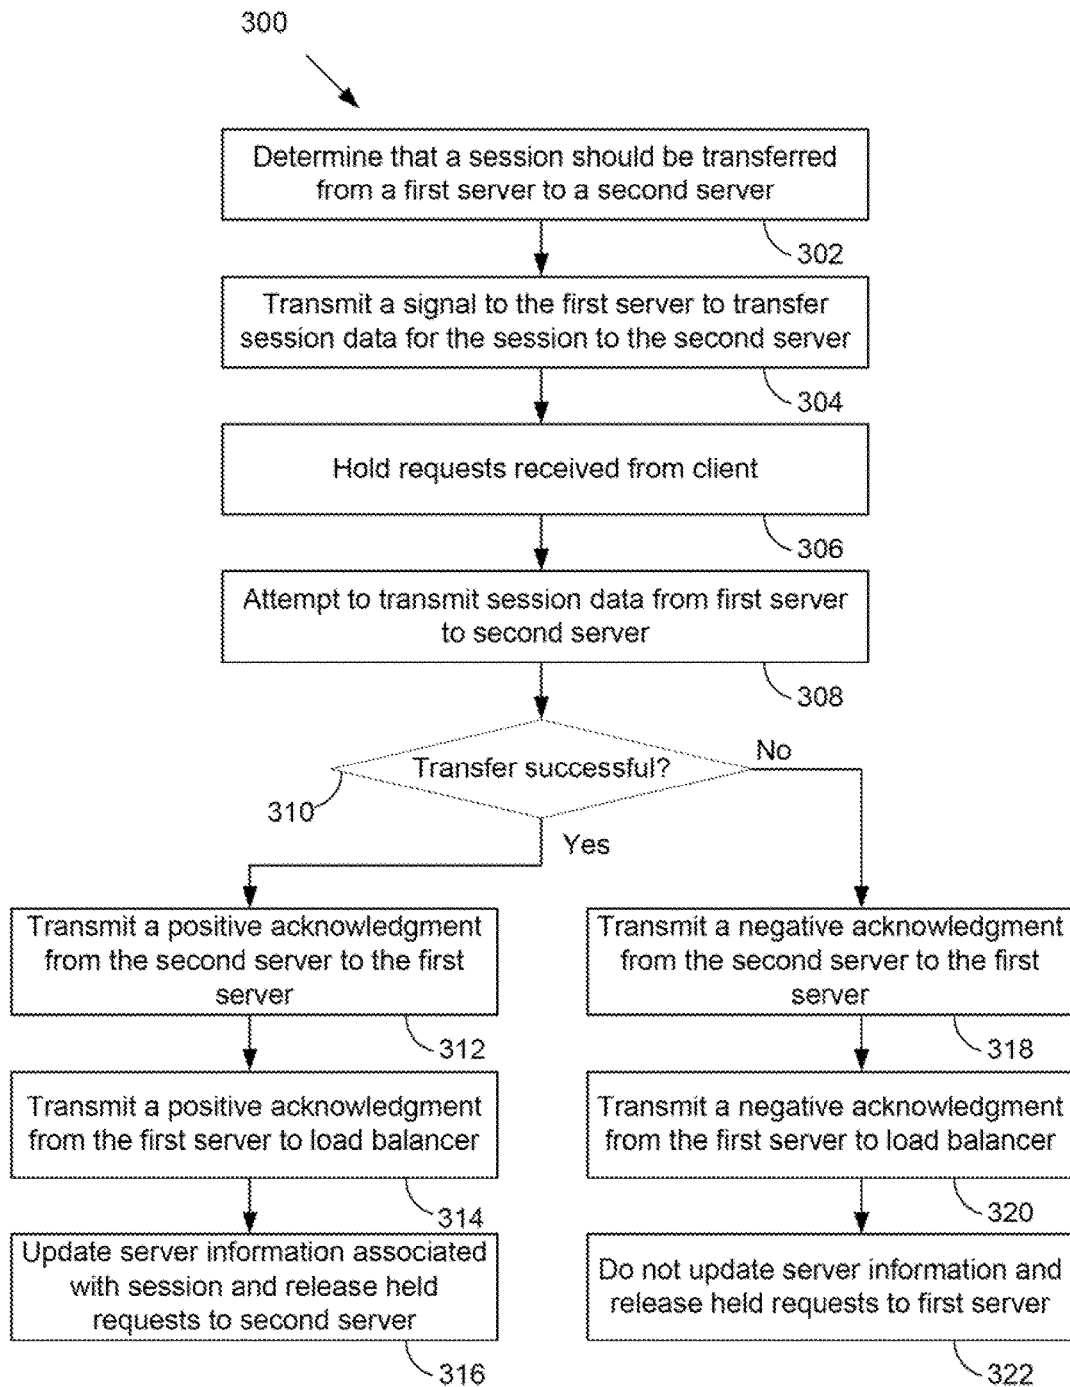 300
Determine that a session should be transferred
from a first server to a second server
302
Transmit a signal to the first server to transfer
session data for the session to the second server
304
Hold requests received from client
306
Attempt to transmit session data from first server
to second server
308
Transfer successful?
No
310
Yes
Transmit a positive acknowledgment
from the second server to the first
server
312
Transmit a positive acknowledgment
from the first server to load balancer
314
Update server information associated
with session and release held
requests to second server
316
Transmit a negative acknowledgment
from the second server to the first
server
318
Transmit a negative acknowledgment
from the first server to load balancer
320
Do not update server information and
release held requests to first server
322